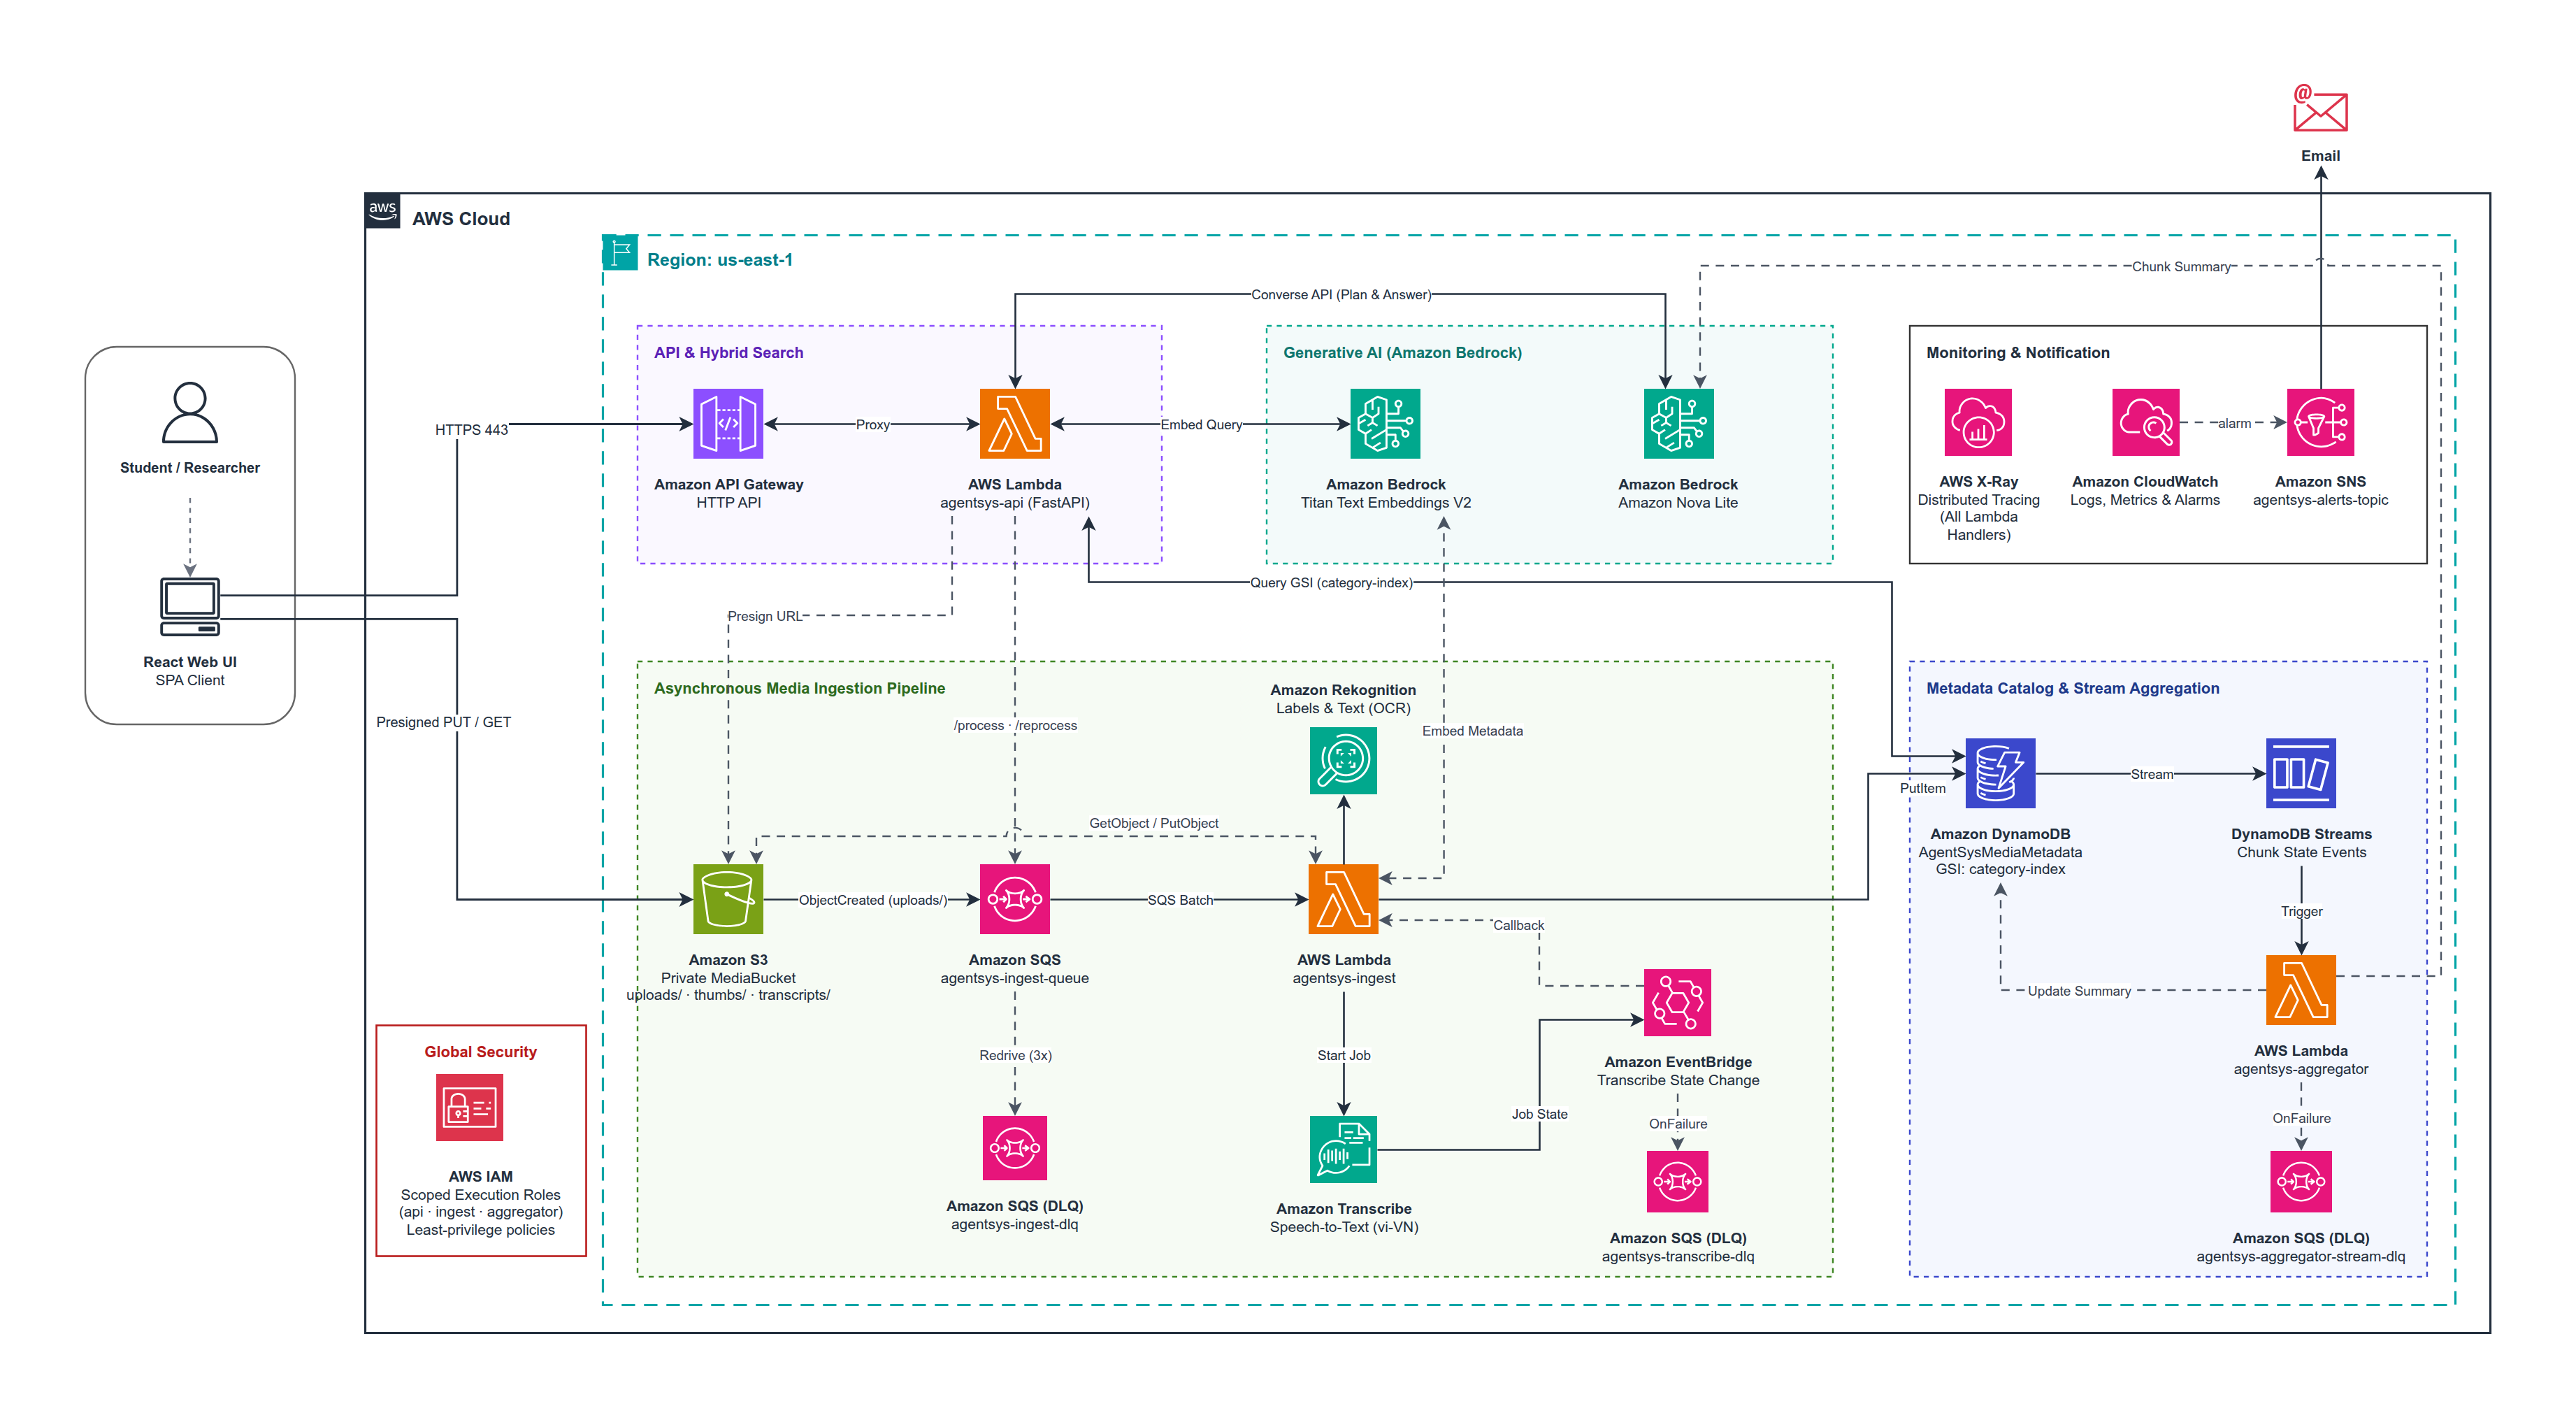 @
Email
aws
AWS Cloud
Region: us-east-1
Chunk Summary
Converse API (Plan & Answer)
API & Hybrid Search
Generative AI (Amazon Bedrock)
Monitoring & Notification
Student / Researcher
HTTPS 443
Proxy
Embed Query
alarm
Amazon API Gateway
HTTP API
AWS Lambda
agentsys-api (FastAPI)
Amazon Bedrock
Titan Text Embeddings V2
Amazon Bedrock
Amazon Nova Lite
AWS X-Ray
Distributed Tracing
(All Lambda
Handlers)
Amazon CloudWatch
Logs, Metrics & Alarms
Amazon SNS
agentsys-alerts-topic
Query GSI (category-index)
Presign URL
React Web UI
SPA Client
Presigned PUT / GET
Asynchronous Media Ingestion Pipeline
Amazon Rekognition
Labels & Text (OCR)
/process · /reprocess
Embed Metadata
Metadata Catalog & Stream Aggregation
Stream
PutItem
GetObject / PutObject
Amazon DynamoDB
AgentSysMediaMetadata
GSI: category-index
DynamoDB Streams
Chunk State Events
ObjectCreated (uploads/)
SQS Batch
Callback
Trigger
Amazon S3
Private MediaBucket
uploads/ · thumbs/ · transcripts/
Amazon SQS
agentsys-ingest-queue
AWS Lambda
agentsys-ingest
Update Summary
Global Security
Redrive (3x)
Start Job
Amazon EventBridge
Transcribe State Change
AWS Lambda
agentsys-aggregator
Job State
OnFailure
OnFailure
AWS IAM
Scoped Execution Roles
(api · ingest · aggregator)
Least-privilege policies
Amazon SQS (DLQ)
agentsys-ingest-dlq
Amazon Transcribe
Speech-to-Text (vi-VN)
Amazon SQS (DLQ)
agentsys-transcribe-dlq
Amazon SQS (DLQ)
agentsys-aggregator-stream-dlq